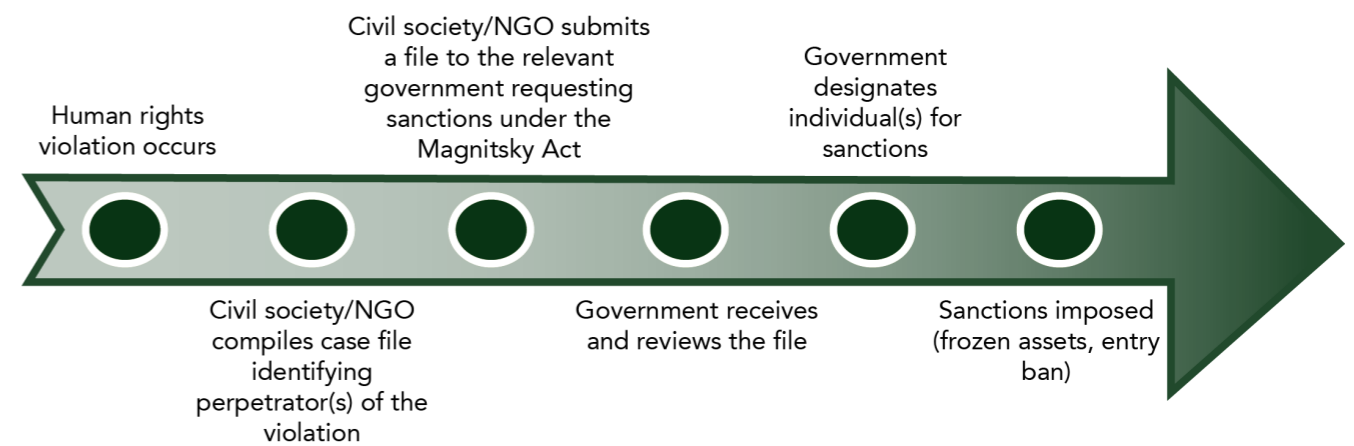 Human rights
violation occurs
Civil society/NGO
compiles case file
identifying
perpetrator(s) of the
violation
Civil society/NGO submits
a file to the relevant
government requesting
sanctions under the
Magnitsky Act
Government receives
and reviews the file
Government
designates
individual(s) for
sanctions
Sanctions imposed
(frozen assets, entry
ban)